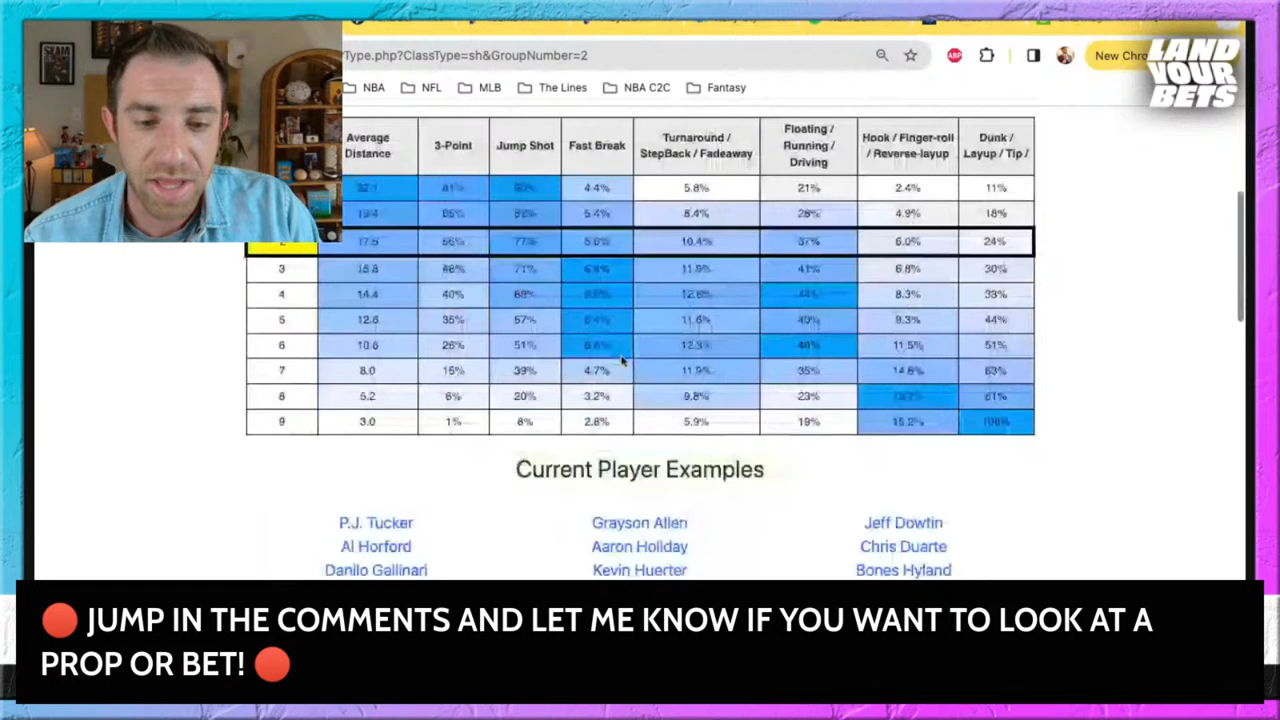 Type.php?ClassType=sh&GroupNumber=2
ABP
New Chro
LAND
YOUR
BETS
NBA NFL MLB The Lines NBA C2C Fantasy
Average Distance 3-Point Jump Shot Fast Break Turnaround / StepBack / Fadeaway Floating / Running / Driving Hook / Finger-roll / Reverse-layup Dunk / Layup / Tip /
4.4% 5.8% 21% 2.4% 11%
5.4% 8.4% 28% 4.9% 18%
10.4% 37% 6.0% 24%
3 71% 11.9% 41% 6.8% 30%
4 14.4 40% 8.3% 33%
5 12.6 35% 57% 11.6% 40% 9.3% 44%
6 10.6 26% 51% 12.3% 11.5% 51%
7 8.0 15% 39% 4.7% 11.9% 35% 14.8%
8 5.2 6% 20% 3.2% 9.8% 23%
9 3.0 1% 8% 2.8% 5.9% 19% 15.2%
Current Player Examples
P.J. Tucker Grayson Allen Jeff Dowtin
Al Horford Aaron Holiday Chris Duarte
Danilo Gallinari Kevin Huerter Bones Hyland
JUMP IN THE COMMENTS AND LET ME KNOW IF YOU WANT TO LOOK AT A
PROP OR BET!